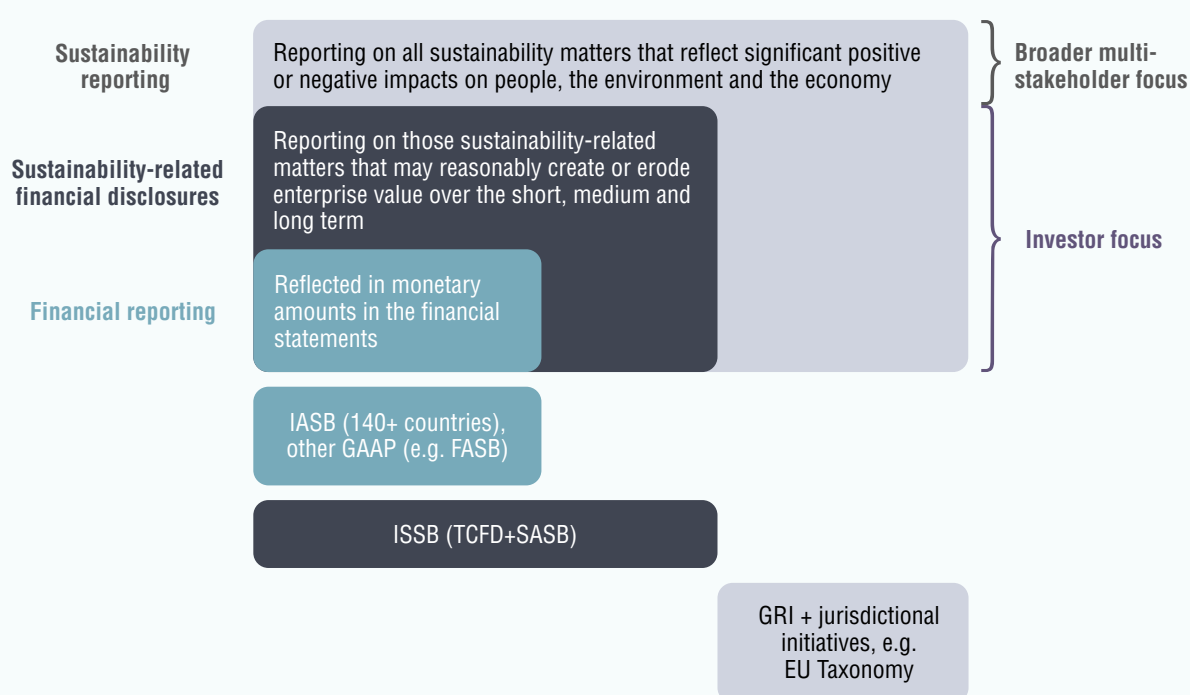 Sustainability
reporting
Reporting on all sustainability matters that reflect significant positive
or negative impacts on people, the environment and the economy
Broader multi-
stakeholder focus
Sustainability-related
financial disclosures
Reporting on those sustainability-related
matters that may reasonably create or erode
enterprise value over the short, medium and
long term
Investor focus
Financial reporting
Reflected in monetary
amounts in the financial
statements
IASB (140+ countries),
other GAAP (e.g. FASB)
ISSB (TCFD+SASB)
GRI + jurisdictional
initiatives, e.g.
EU Taxonomy